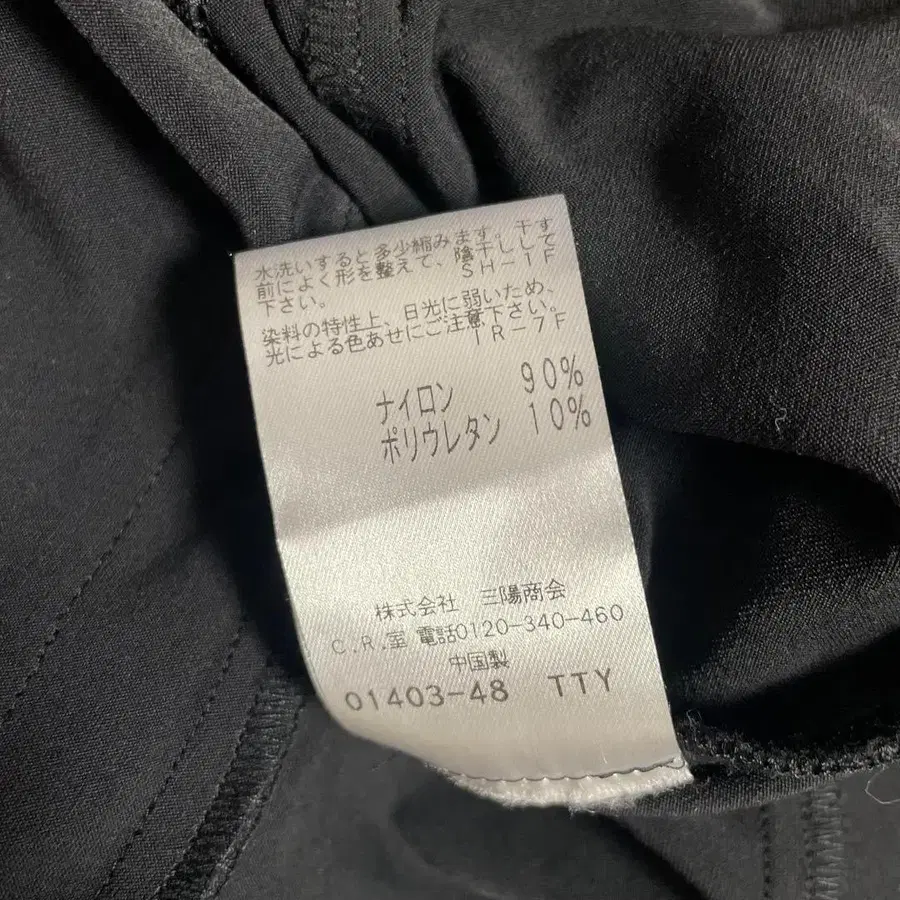 水洗いすると多少縮みます。干す
前によく形を整えて、陰干しして
下さい。 SH-1F
染料の特性上、日光に弱いため、
光による色あせにご注意下さい。
IR-7F
ナイロン 90%
ポリウレタン 10%
株式会社 三陽商会
C.R.室 電話0120-340-460
中国製
01403-48 TTY